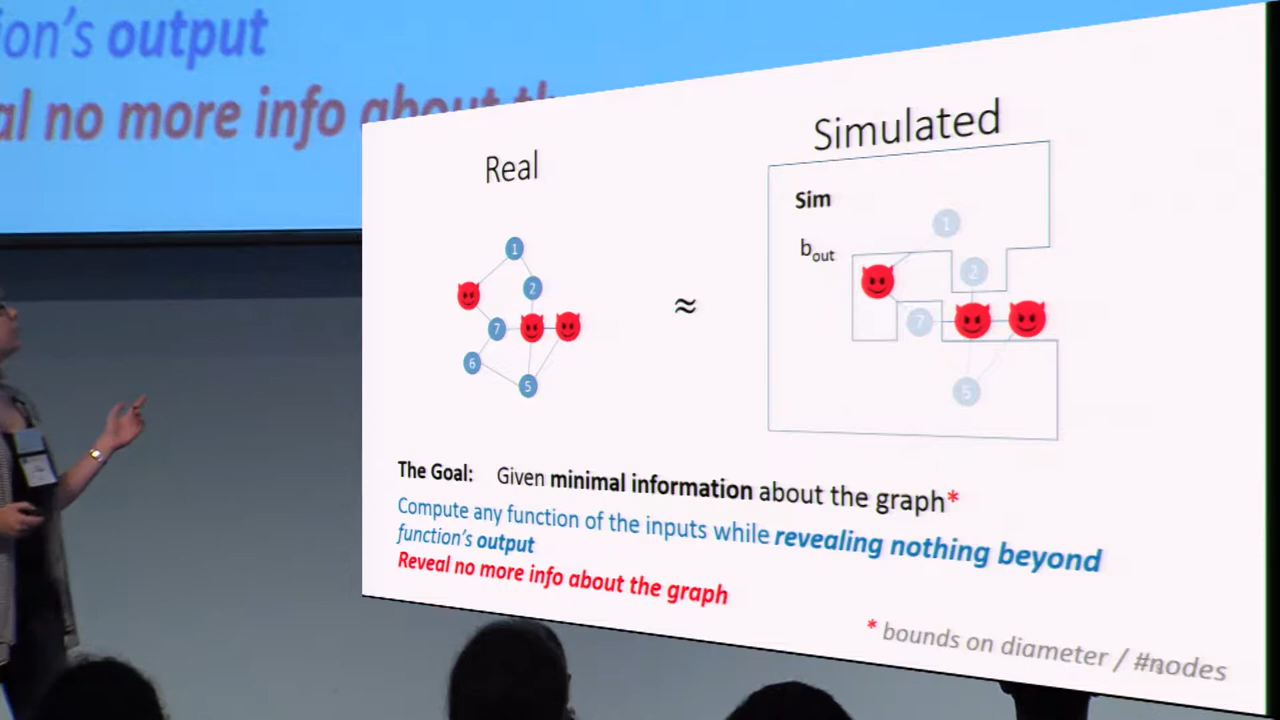 ion's output
al no more info about th
Real
Simulated
Sim
b_out
1
1
2
2
7
7
6
5
5
≈
The Goal: Given minimal information about the graph*
Compute any function of the inputs while revealing nothing beyond
function's output
Reveal no more info about the graph
* bounds on diameter / #nodes